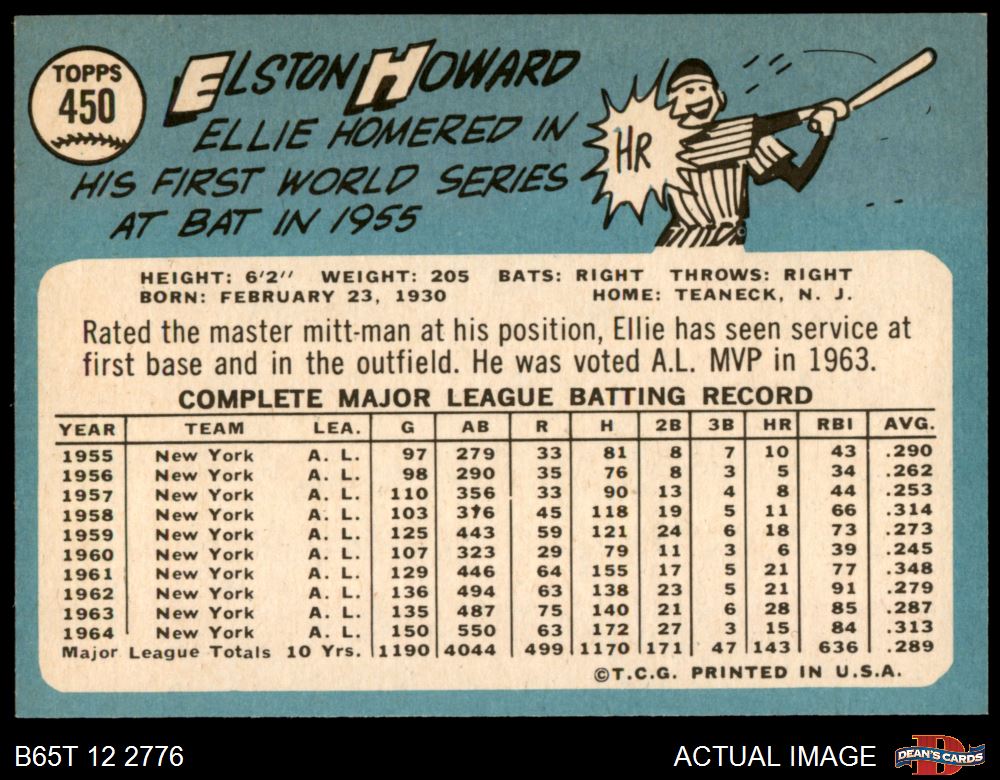 TOPPS
450
ELSTON HOWARD
ELLIE HOMERED IN
HIS FIRST WORLD SERIES
AT BAT IN 1955
HR
HEIGHT: 6'2" WEIGHT: 205 BATS: RIGHT THROWS: RIGHT
BORN: FEBRUARY 23, 1930 HOME: TEANECK, N. J.
Rated the master mitt-man at his position, Ellie has seen service at
first base and in the outfield. He was voted A.L. MVP in 1963.
COMPLETE MAJOR LEAGUE BATTING RECORD
YEAR TEAM LEA. G AB R H 2B 3B HR RBI AVG.
1955 New York A. L. 97 279 33 81 8 7 10 43 .290
1956 New York A. L. 98 290 35 76 8 3 5 34 .262
1957 New York A. L. 110 356 33 90 13 4 8 44 .253
1958 New York A. L. 103 376 45 118 19 5 11 66 .314
1959 New York A. L. 125 443 59 121 24 6 18 73 .273
1960 New York A. L. 107 323 29 79 11 3 6 39 .245
1961 New York A. L. 129 446 64 155 17 5 21 77 .348
1962 New York A. L. 136 494 63 138 23 5 21 91 .279
1963 New York A. L. 135 487 75 140 21 6 28 85 .287
1964 New York A. L. 150 550 63 172 27 3 15 84 .313
Major League Totals 10 Yrs. 1190 4044 499 1170 171 47 143 636 .289
©T.C.G. PRINTED IN U.S.A.
B65T 12 2776 ACTUAL IMAGE
D
DEAN'S CARDS